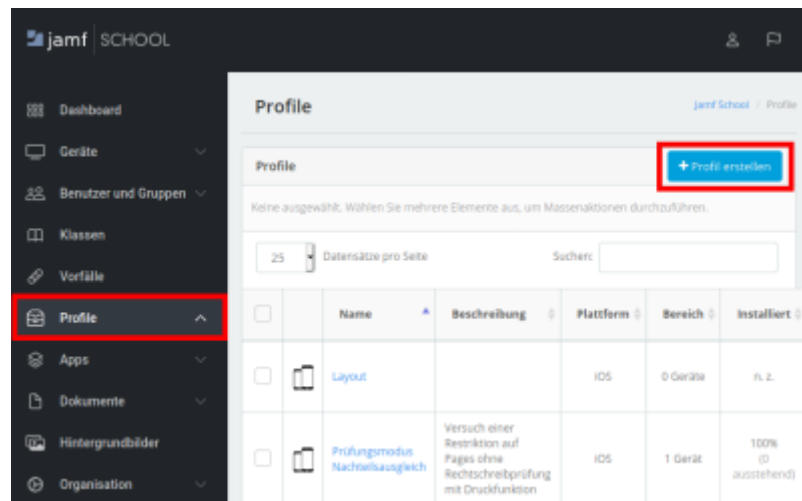 jamf SCHOOL
Dashboard
Geräte
Benutzer und Gruppen
Klassen
Vorfälle
Profile
Apps
Dokumente
Hintergrundbilder
Organisation
Profile
Jamf School / Profile
Profile
+ Profil erstellen
Keine ausgewählt. Wählen Sie mehrere Elemente aus, um Massenaktionen durchzuführen.
25 Datensätze pro Seite
Suchen:
Name Beschreibung Plattform Bereich Installiert
Layout iOS 0 Geräte n. z.
Prüfungsmodus
Nachteilsausgleich
Versuch einer
Restriktion auf
Pages ohne
Rechtschreibprüfung
mit Druckfunktion
iOS
1 Gerät
100%
(0
ausstehend)